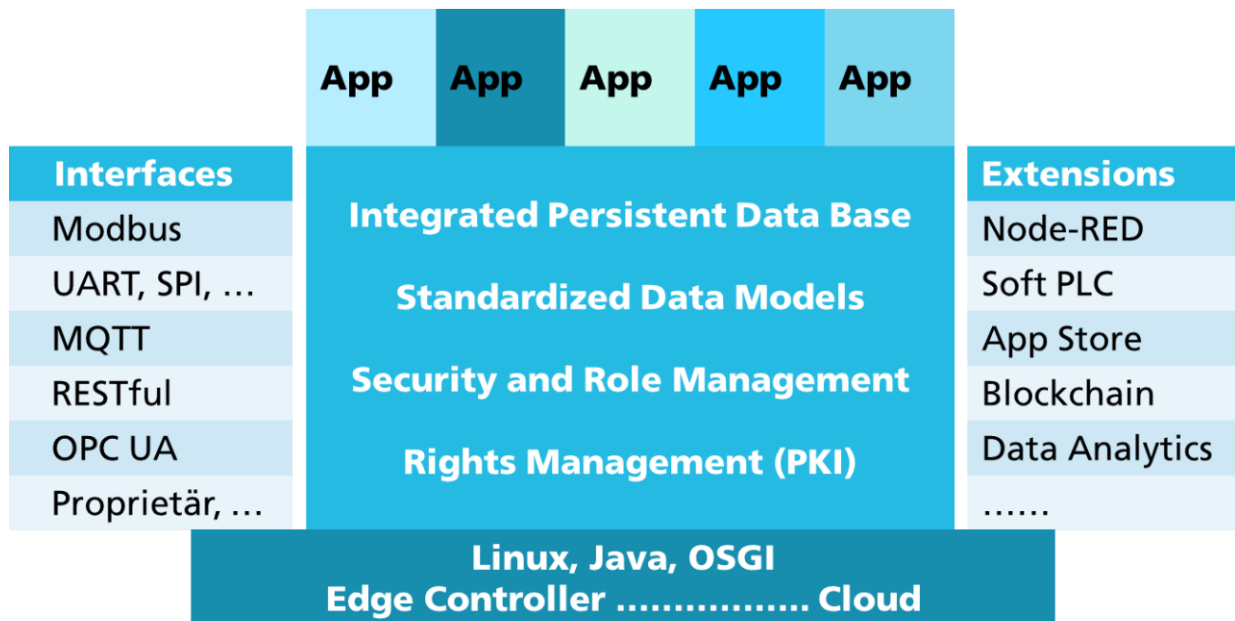 App App App App App
Interfaces
Modbus
UART, SPI, ...
MQTT
RESTful
OPC UA
Proprietär, ...
Integrated Persistent Data Base
Standardized Data Models
Security and Role Management
Rights Management (PKI)
Extensions
Node-RED
Soft PLC
App Store
Blockchain
Data Analytics
......
Linux, Java, OSGI
Edge Controller ................. Cloud